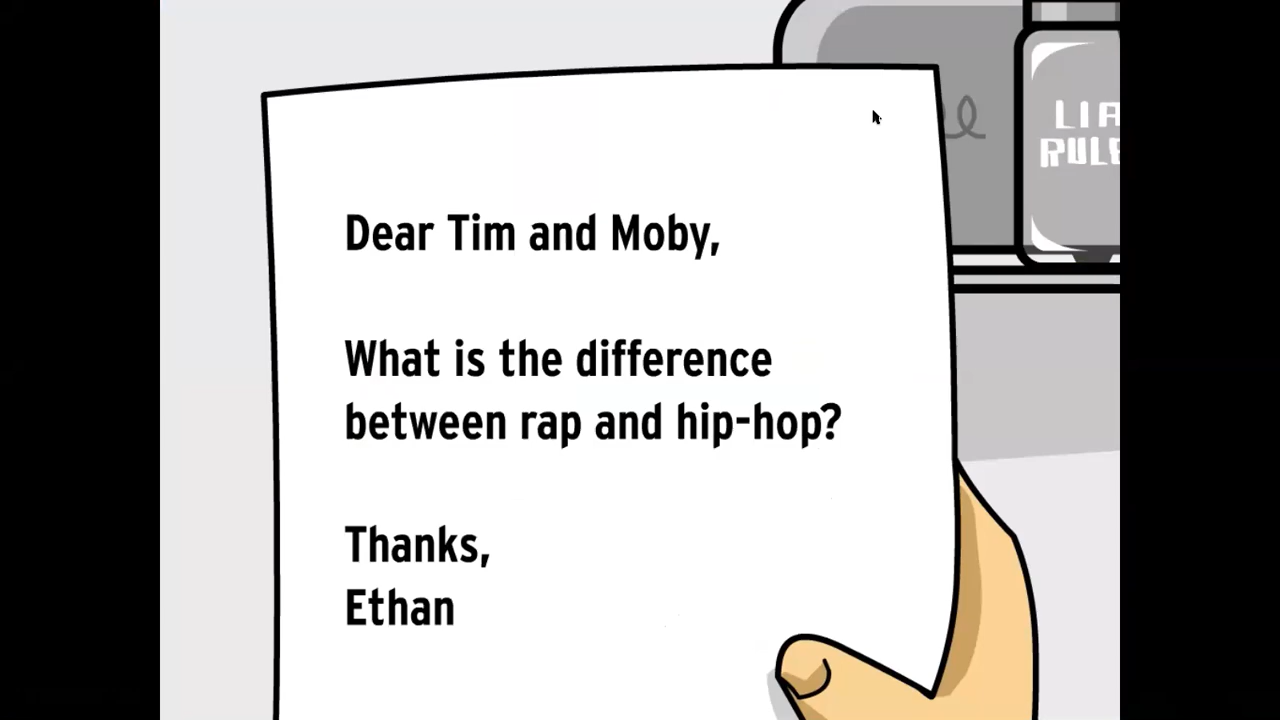 Dear Tim and Moby,
What is the difference
between rap and hip-hop?
Thanks,
Ethan